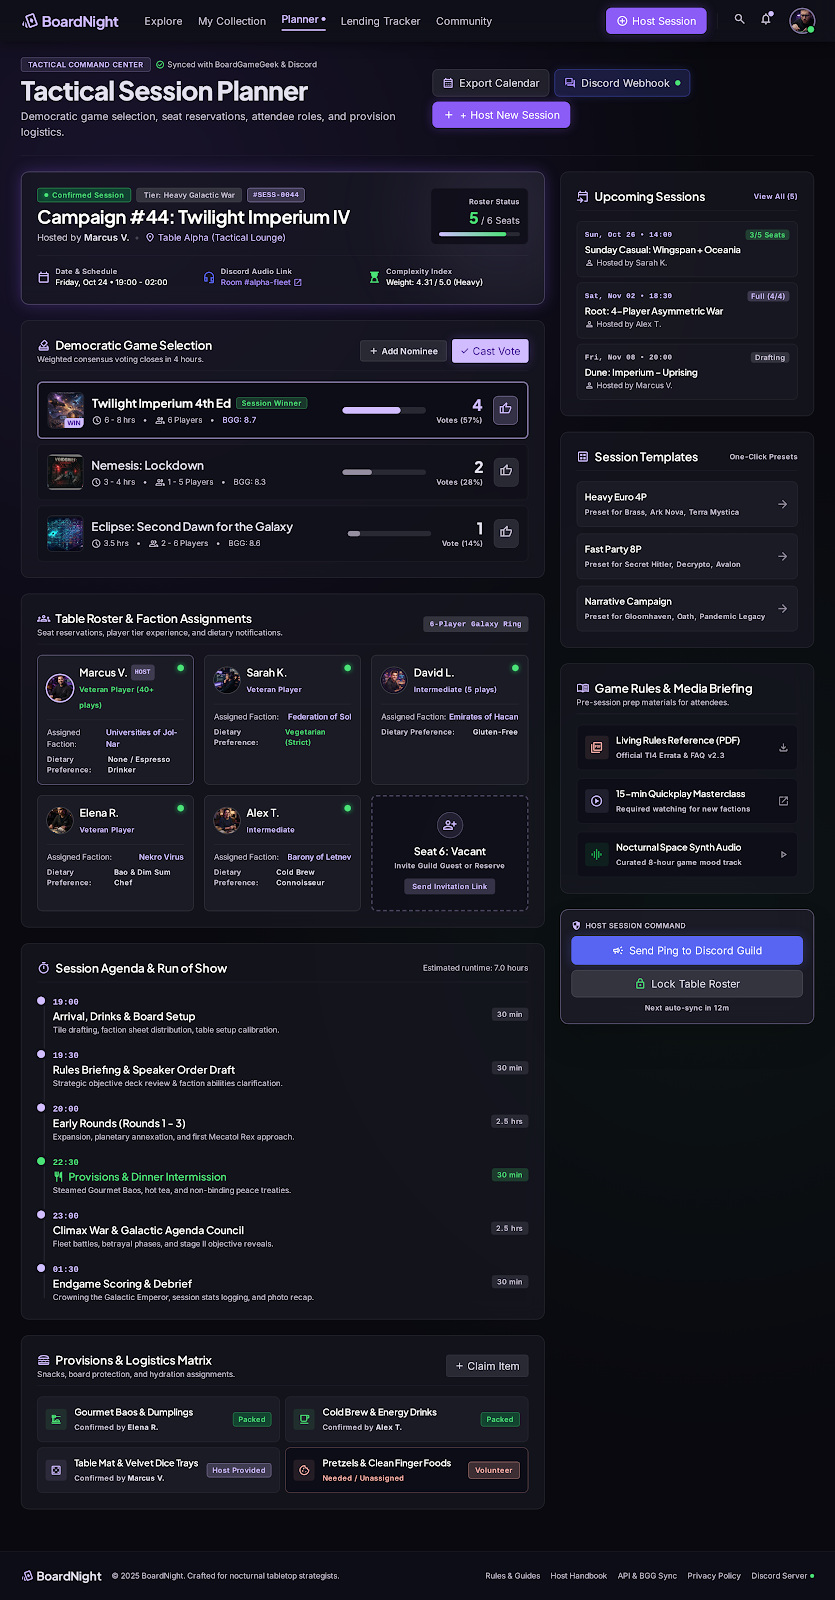 BoardNight
Explore
My Collection
Planner
Lending Tracker
Community
Host Session
TACTICAL COMMAND CENTER
Synced with BoardGameGeek & Discord
Tactical Session Planner
Democratic game selection, seat reservations, attendee roles, and provision
logistics.
Export Calendar
Discord Webhook
+ Host New Session
Confirmed Session
Tier: Heavy Galactic War
#SESS-0044
Campaign #44: Twilight Imperium IV
Hosted by Marcus V. • Table Alpha (Tactical Lounge)
Roster Status
5 / 6 Seats
Date & Schedule
Friday, Oct 24 • 19:00 - 02:00
Discord Audio Link
Room #alpha-fleet
Complexity Index
Weight: 4.31 / 5.0 (Heavy)
Democratic Game Selection
Weighted consensus voting closes in 4 hours.
Add Nominee
Cast Vote
WIN
Twilight Imperium 4th Ed
Session Winner
6 - 8 hrs • 6 Players • BGG: 8.7
4
Votes (57%)
Nemesis: Lockdown
3 - 4 hrs • 1 - 5 Players • BGG: 8.3
2
Votes (28%)
Eclipse: Second Dawn for the Galaxy
3.5 hrs • 2 - 6 Players • BGG: 8.6
1
Vote (14%)
Table Roster & Faction Assignments
Seat reservations, player tier experience, and dietary notifications.
6-Player Galaxy Ring
Marcus V.
HOST
Veteran Player (40+
plays)
Assigned
Faction:
Universities of Jol-
Nar
Dietary
Preference:
None / Espresso
Drinker
Sarah K.
Veteran Player
Assigned Faction: Federation of Sol
Dietary
Preference:
Vegetarian
(Strict)
David L.
Intermediate (5 plays)
Assigned Faction: Emirates of Hacan
Dietary Preference: Gluten-Free
Elena R.
Veteran Player
Assigned Faction: Nekro Virus
Dietary
Preference:
Bao & Dim Sum
Chef
Alex T.
Intermediate
Assigned Faction: Barony of Letnev
Dietary
Preference:
Cold Brew
Connoisseur
Seat 6: Vacant
Invite Guild Guest or Reserve
Send Invitation Link
Session Agenda & Run of Show
Estimated runtime: 7.0 hours
19:00
Arrival, Drinks & Board Setup
Tile drafting, faction sheet distribution, table setup calibration.
30 min
19:30
Rules Briefing & Speaker Order Draft
Strategic objective deck review & faction abilities clarification.
30 min
20:00
Early Rounds (Rounds 1 - 3)
Expansion, planetary annexation, and first Mecatol Rex approach.
2.5 hrs
22:30
Provisions & Dinner Intermission
Steamed Gourmet Baos, hot tea, and non-binding peace treaties.
30 min
23:00
Climax War & Galactic Agenda Council
Fleet battles, betrayal phases, and stage II objective reveals.
2.5 hrs
01:30
Endgame Scoring & Debrief
Crowning the Galactic Emperor, session stats logging, and photo recap.
30 min
Provisions & Logistics Matrix
Snacks, board protection, and hydration assignments.
Claim Item
Gourmet Baos & Dumplings
Confirmed by Elena R.
Packed
Cold Brew & Energy Drinks
Confirmed by Alex T.
Packed
Table Mat & Velvet Dice Trays
Confirmed by Marcus V.
Host Provided
Pretzels & Clean Finger Foods
Needed / Unassigned
Volunteer
Upcoming Sessions
View All (5)
Sun, Oct 26 • 14:00
3/5 Seats
Sunday Casual: Wingspan + Oceania
Hosted by Sarah K.
Sat, Nov 02 • 18:30
Full (4/4)
Root: 4-Player Asymmetric War
Hosted by Alex T.
Fri, Nov 08 • 20:00
Drafting
Dune: Imperium - Uprising
Hosted by Marcus V.
Session Templates
One-Click Presets
Heavy Euro 4P
Preset for Brass, Ark Nova, Terra Mystica
Fast Party 8P
Preset for Secret Hitler, Decrypto, Avalon
Narrative Campaign
Preset for Gloomhaven, Oath, Pandemic Legacy
Game Rules & Media Briefing
Pre-session prep materials for attendees.
Living Rules Reference (PDF)
Official TI4 Errata & FAQ v2.3
15-min Quickplay Masterclass
Required watching for new factions
Nocturnal Space Synth Audio
Curated 8-hour game mood track
HOST SESSION COMMAND
Send Ping to Discord Guild
Lock Table Roster
Next auto-sync in 12m
BoardNight
© 2025 BoardNight. Crafted for nocturnal tabletop strategists.
Rules & Guides
Host Handbook
API & BGG Sync
Privacy Policy
Discord Server